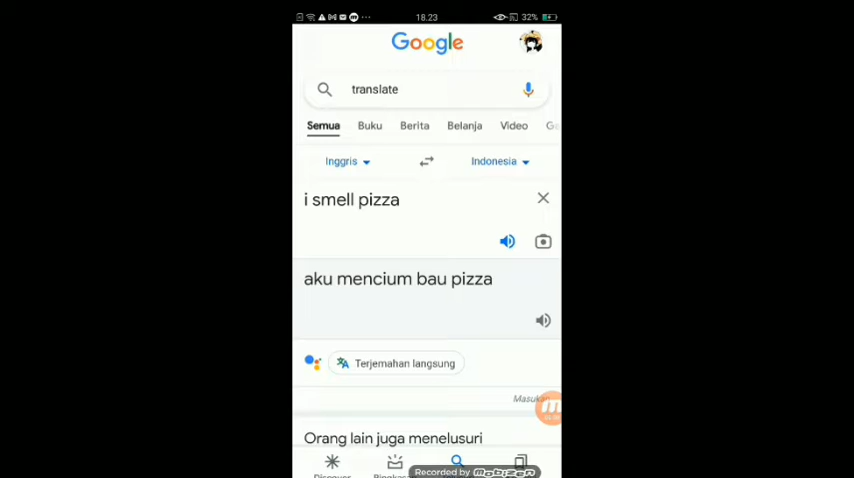 18.23
32%
Google
translate
Semua Buku Berita Belanja Video
Inggris Indonesia
i smell pizza
aku mencium bau pizza
Terjemahan langsung
Masukan
Orang lain juga menelusuri
Discover
Recorded by MOBIZEN